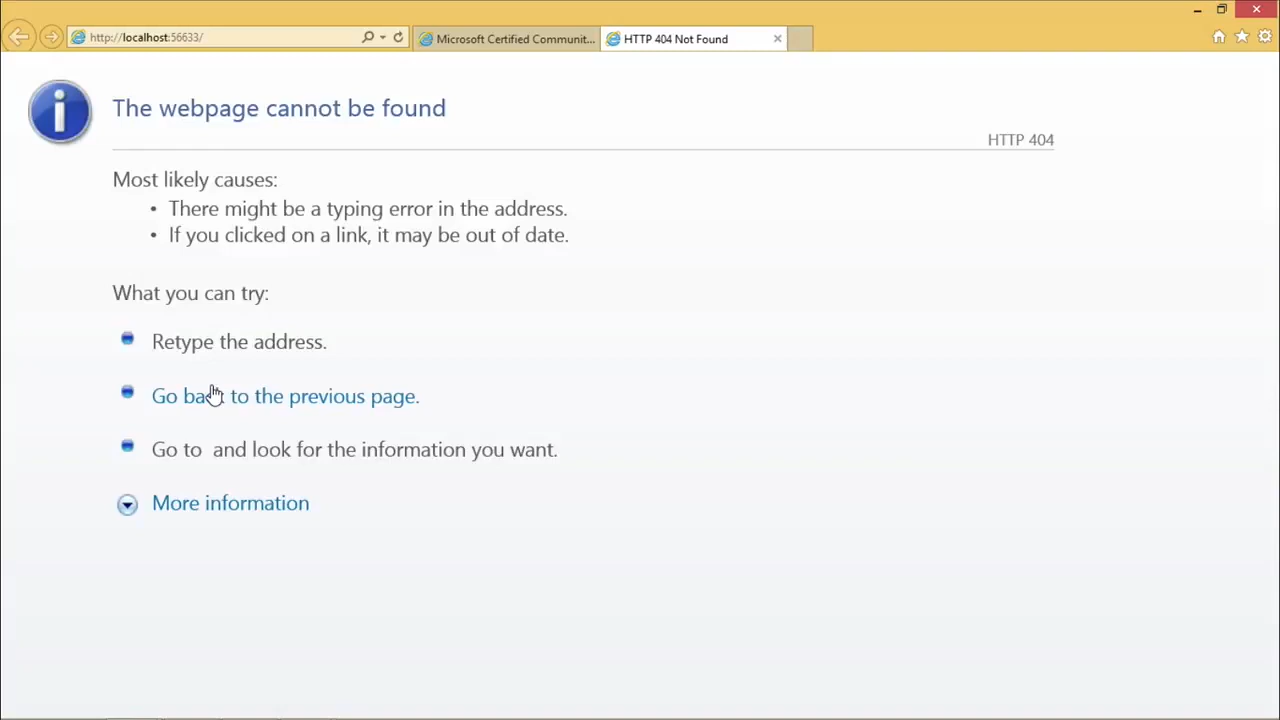 http://localhost:56633/
Microsoft Certified Communit...
HTTP 404 Not Found
The webpage cannot be found
HTTP 404
Most likely causes:
• There might be a typing error in the address.
• If you clicked on a link, it may be out of date.
What you can try:
Retype the address.
Go back to the previous page.
Go to  and look for the information you want.
More information